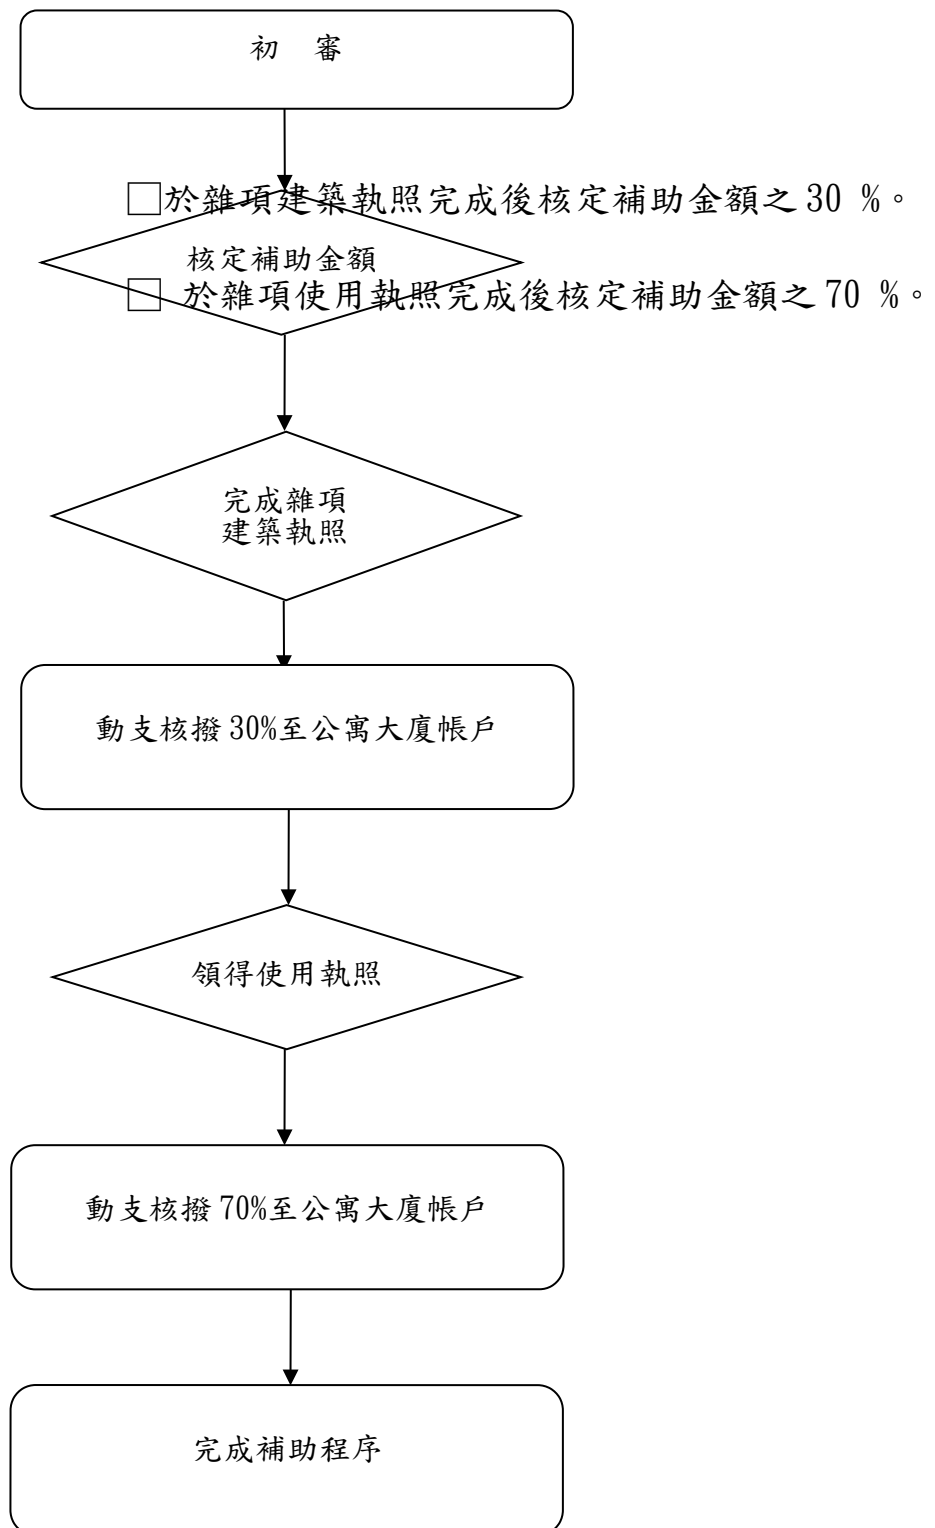 初　審
□於雜項建築執照完成後核定補助金額之30 %。
核定補助金額
□ 於雜項使用執照完成後核定補助金額之70 %。
完成雜項
建築執照
動支核撥30%至公寓大廈帳戶
領得使用執照
動支核撥70%至公寓大廈帳戶
完成補助程序